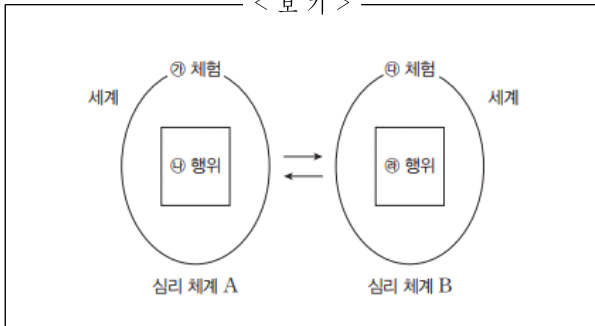 < 보 기 >
㉮ 체험 ㉰ 체험
세계 세계
㉯ 행위 ㉱ 행위
심리 체계 A 심리 체계 B